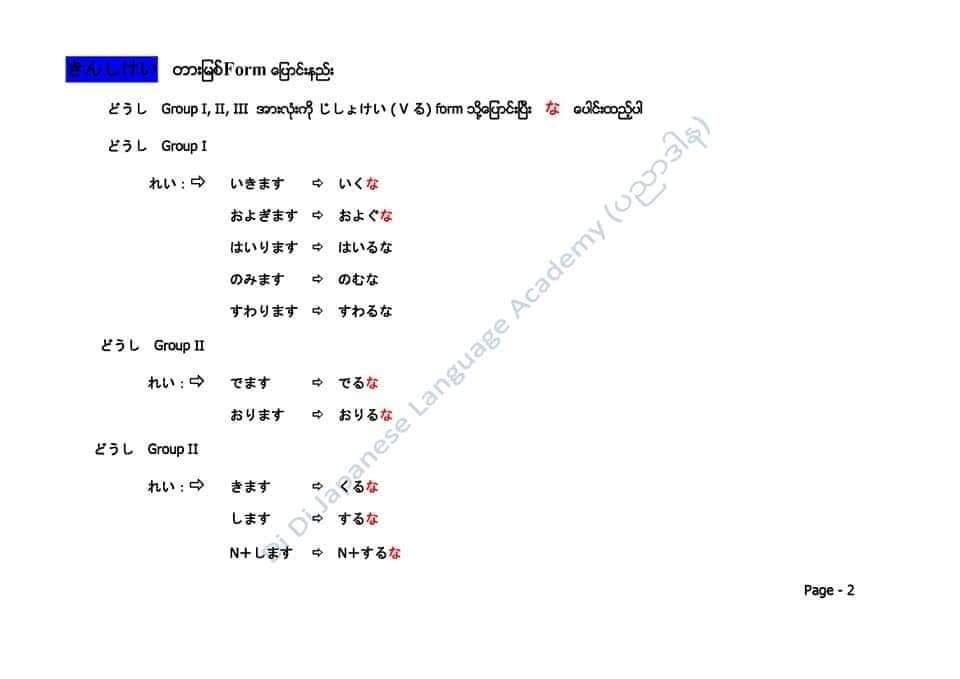 きんしけい တားမြစ်Form ပြောင်းနည်း
どうし Group I, II, III အားလုံးကို じしょけい ( V る) form သို့ပြောင်းပြီး な ပေါင်းထည့်ပါ
どうし Group I
れい : ⇨ いきます ⇨ いくな
およぎます ⇨ およぐな
はいります ⇨ はいるな
のみます ⇨ のむな
すわります ⇨ すわるな
どうし Group II
れい : ⇨ でます ⇨ でるな
おります ⇨ おりるな
どうし Group II
れい : ⇨ きます ⇨ くるな
します ⇨ するな
N+します ⇨ N+するな
Di Di Japanese Language Academy (ပညာဒါန)
Page - 2